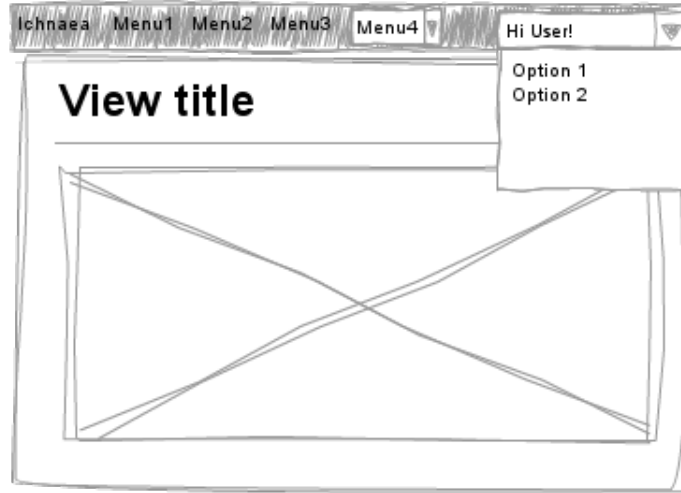 Ichnaea Menu1 Menu2 Menu3 Menu4 Hi User!
Option 1
Option 2
View title